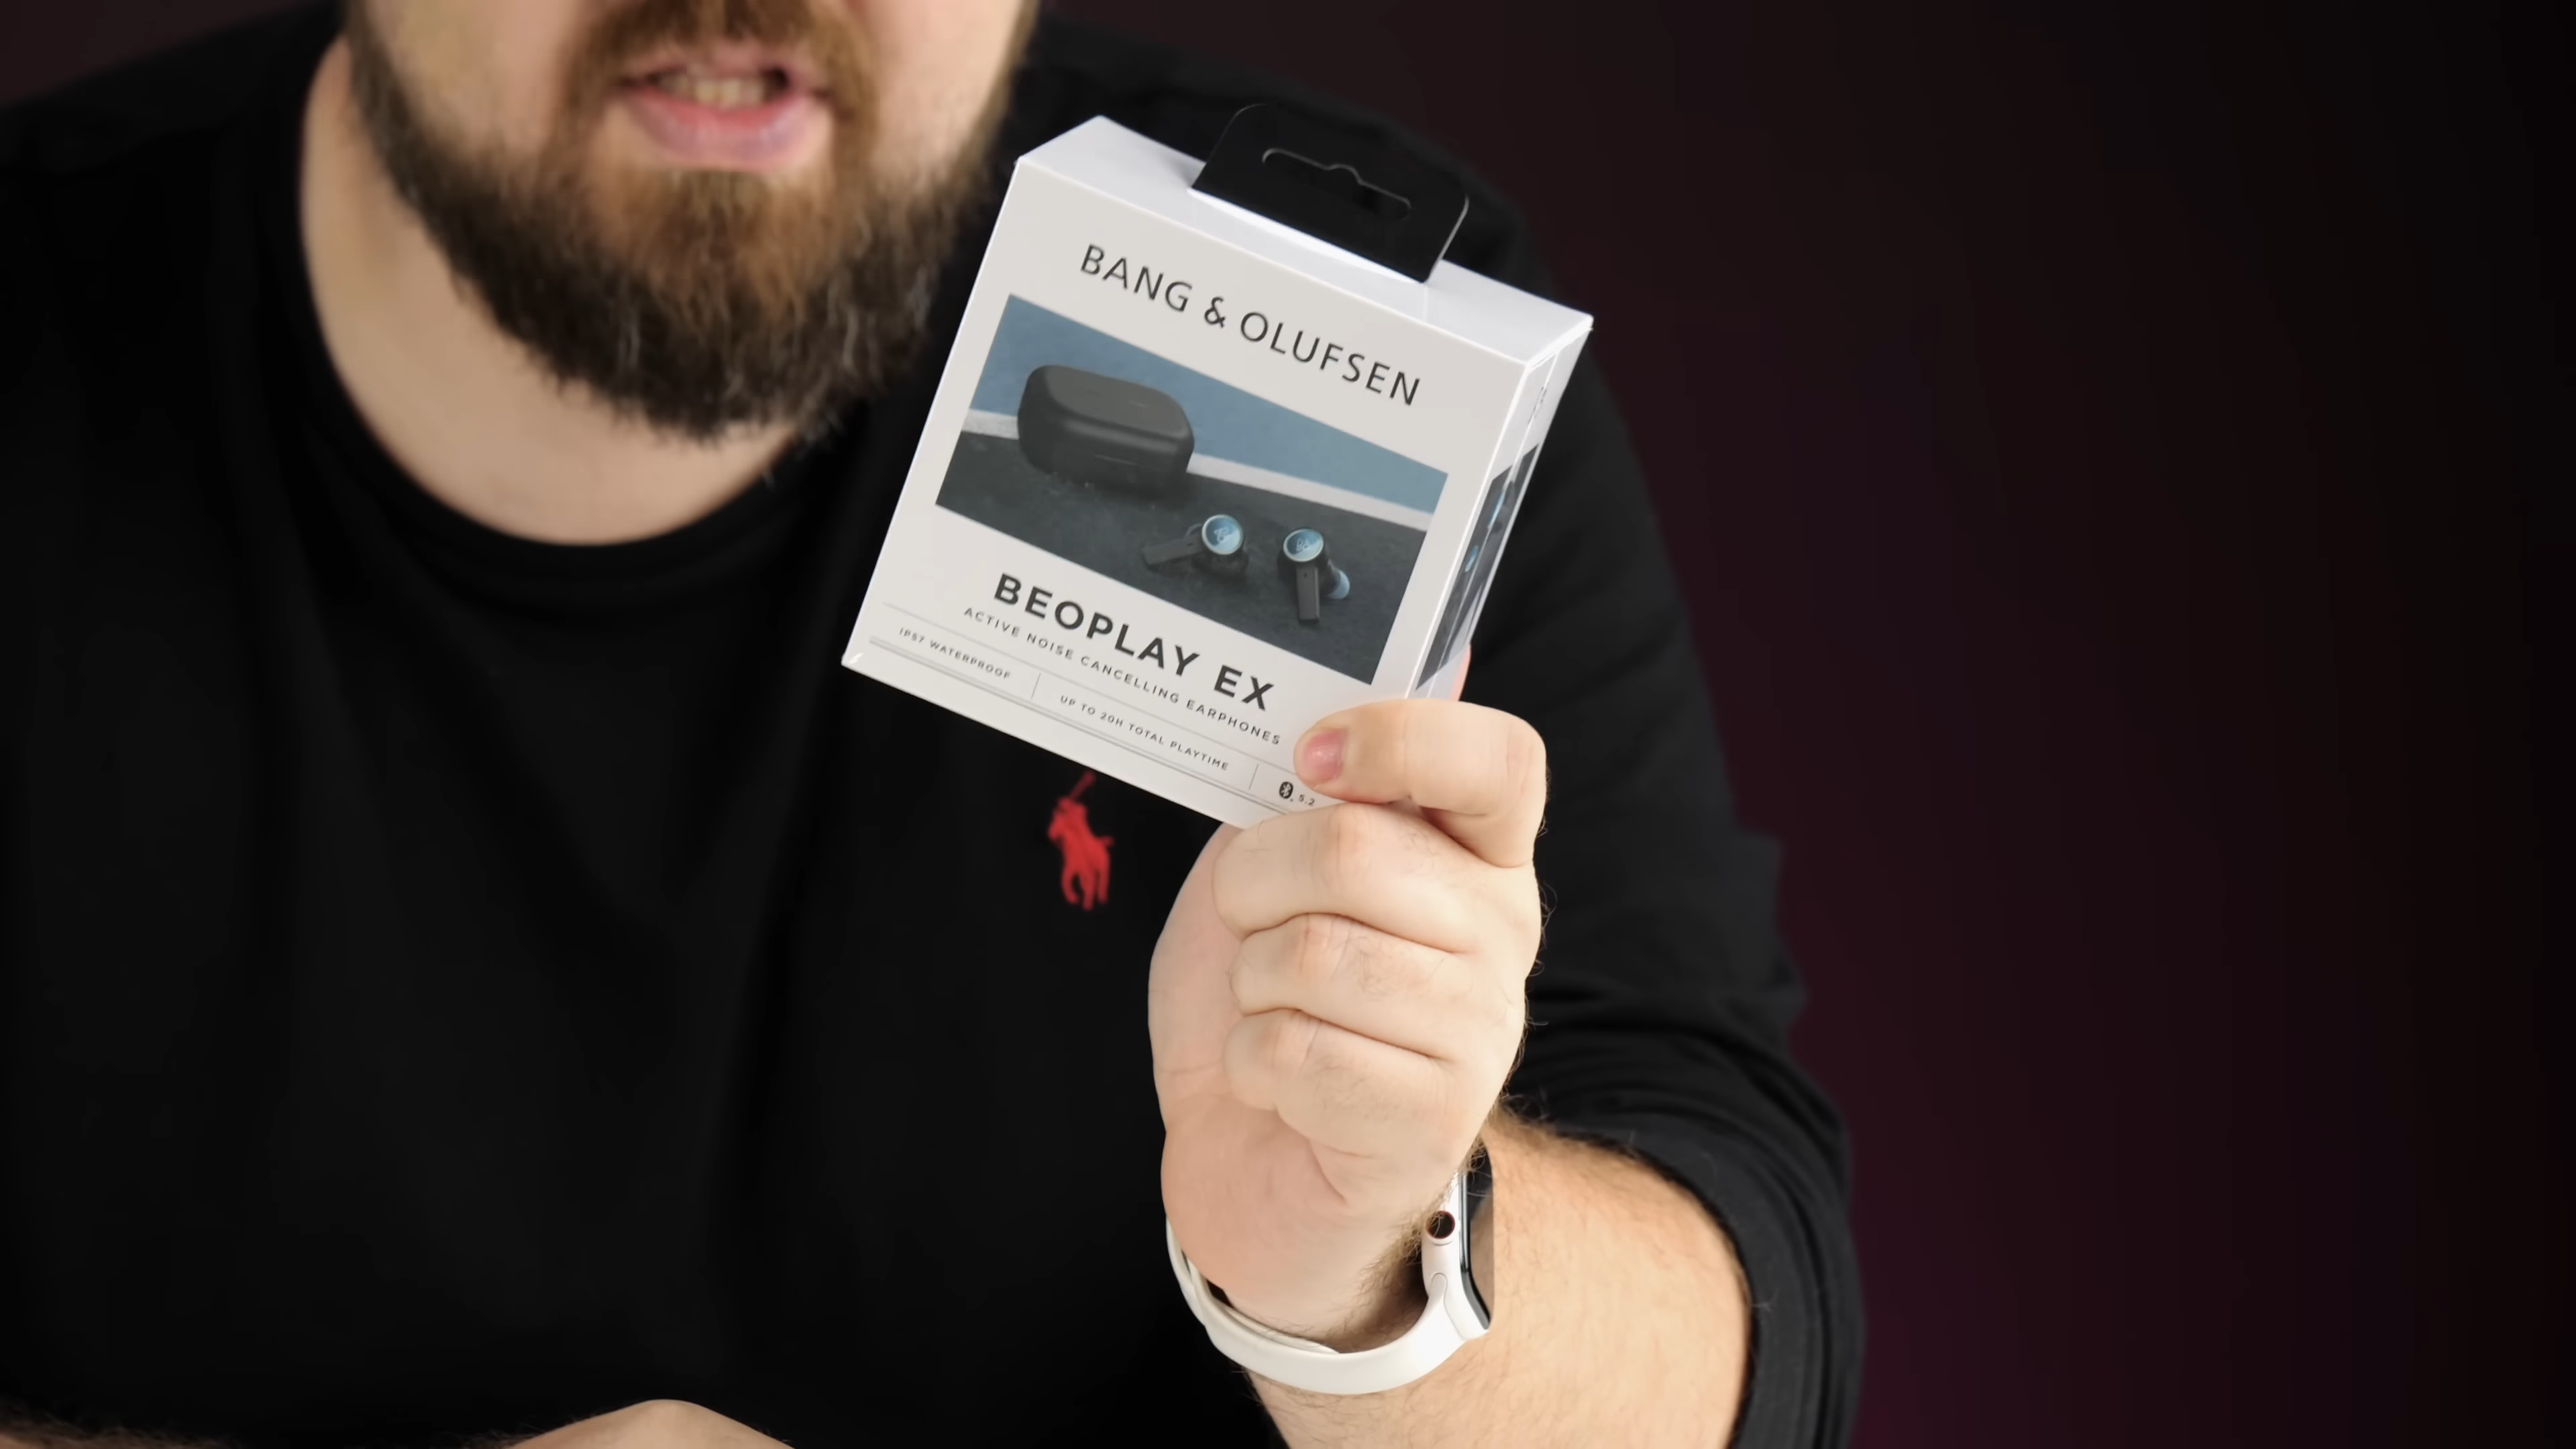 BANG & OLUFSEN
BEOPLAY EX
ACTIVE NOISE CANCELLING EARPHONES
IP57 WATERPROOF
UP TO 20H TOTAL PLAYTIME
5.2